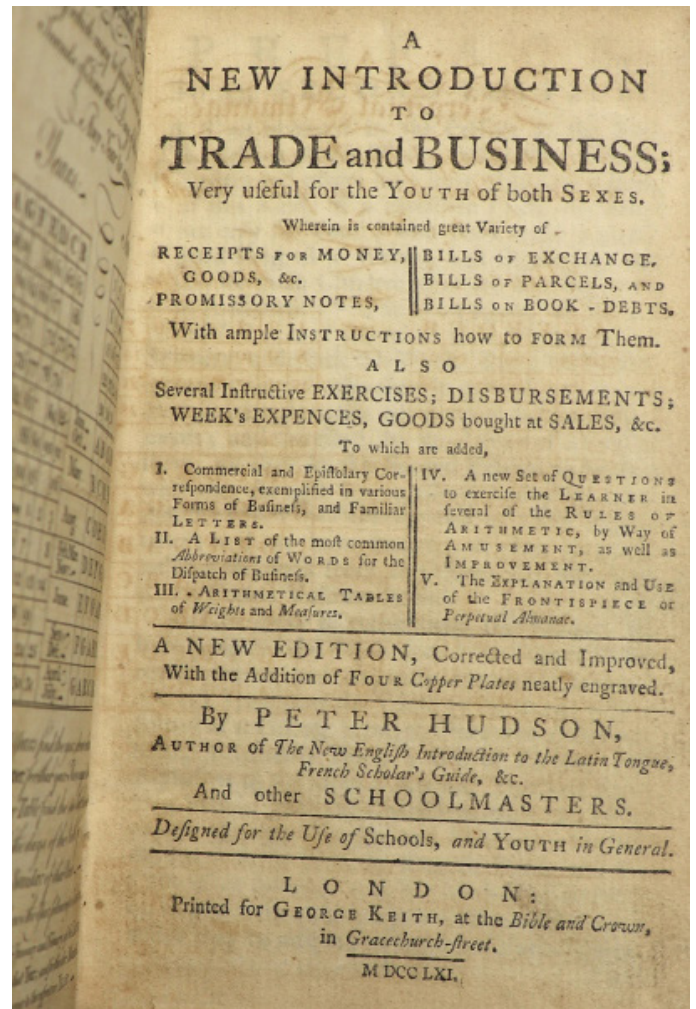 A
NEW INTRODUCTION
TO
TRADE and BUSINESS;
Very uſeful for the YOUTH of both SEXES.
Wherein is contained great Variety of
RECEIPTS FOR MONEY,
GOODS, &c.
PROMISSORY NOTES,
BILLS OF EXCHANGE,
BILLS OF PARCELS, AND
BILLS ON BOOK-DEBTS.
With ample INSTRUCTIONS how to FORM Them.
ALSO
Several Inſtructive EXERCISES; DISBURSEMENTS;
WEEK's EXPENCES, GOODS bought at SALES, &c.
To which are added,
I. Commercial and Epiſtolary Cor-
reſpondence, exemplified in various
Forms of Buſineſs, and Familiar
LETTERS.
II. A LIST of the moſt common
Abbreviations of WORDS for the
Diſpatch of Buſineſs.
III. ARITHMETICAL TABLES
of Weights and Meaſures.
IV. A new Set of QUESTIONS
to exerciſe the LEARNER in
ſeveral of the RULES OF
ARITHMETIC, by Way of
AMUSEMENT, as well as
IMPROVEMENT.
V. The EXPLANATION and USE
of the FRONTISPIECE or
Perpetual Almanac.
A NEW EDITION, Corrected and Improved,
With the Addition of FOUR Copper Plates neatly engraved.
By PETER HUDSON,
AUTHOR of The New Engliſh Introduction to the Latin Tongue,
French Scholar's Guide, &c.
And other SCHOOLMASTERS.
Deſigned for the Uſe of Schools, and YOUTH in General.
LONDON:
Printed for GEORGE KEITH, at the Bible and Crown,
in Gracechurch-ſtreet.
M DCC LXI.